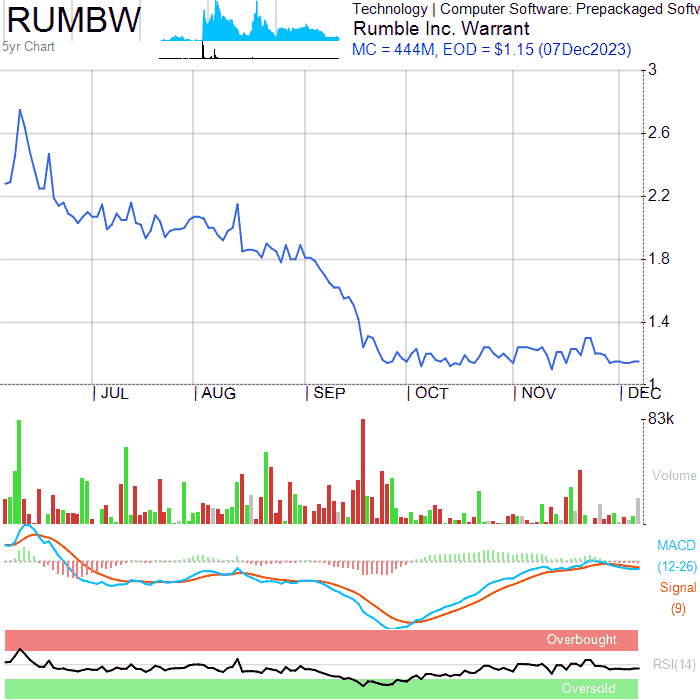 RUMBW
5yr Chart
Technology | Computer Software: Prepackaged Softw
Rumble Inc. Warrant
MC = 444M, EOD = $1.15 (07Dec2023)
3
2.6
2.2
1.8
1.4
1
JUL AUG SEP OCT NOV DEC
83k
Volume
MACD
(12-26)
Signal
(9)
Overbought
RSI(14)
Oversold